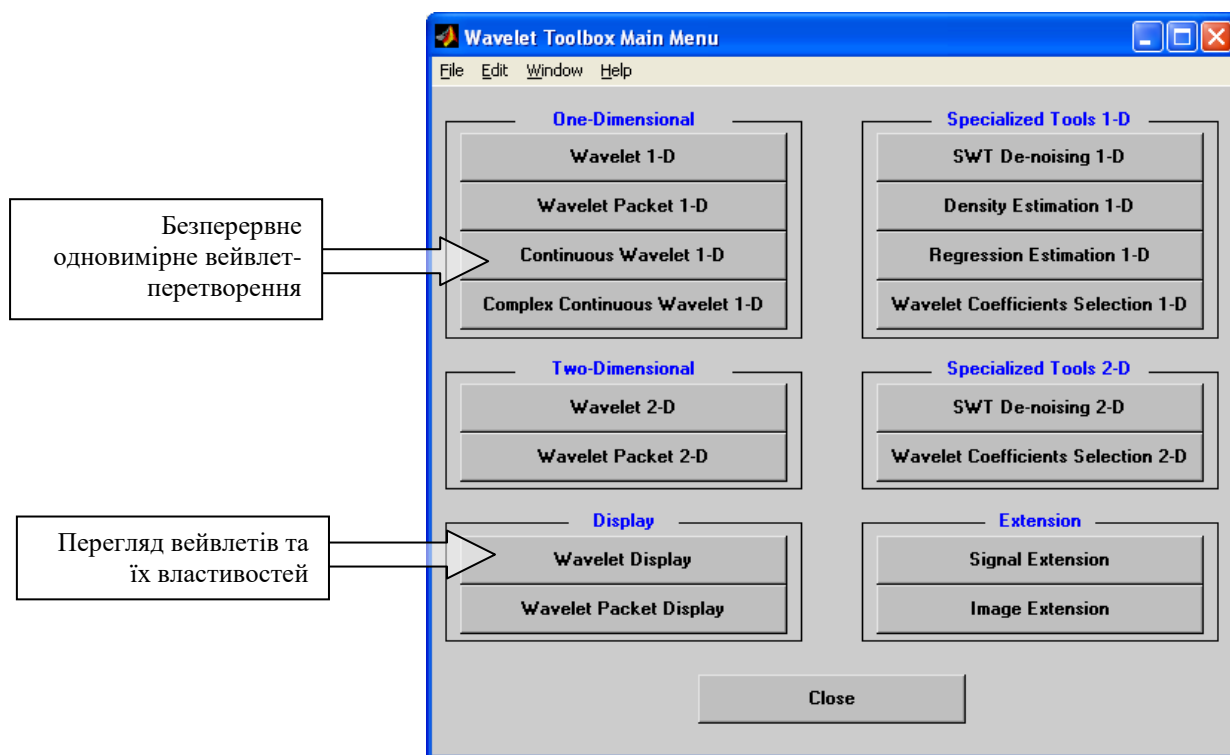 Wavelet Toolbox Main Menu
File Edit Window Help
One-Dimensional
Wavelet 1-D
Wavelet Packet 1-D
Continuous Wavelet 1-D
Complex Continuous Wavelet 1-D
Specialized Tools 1-D
SWT De-noising 1-D
Density Estimation 1-D
Regression Estimation 1-D
Wavelet Coefficients Selection 1-D
Безперервне
одновимірне вейвлет-
перетворення
Two-Dimensional
Wavelet 2-D
Wavelet Packet 2-D
Specialized Tools 2-D
SWT De-noising 2-D
Wavelet Coefficients Selection 2-D
Перегляд вейвлетів та
їх властивостей
Display
Wavelet Display
Wavelet Packet Display
Extension
Signal Extension
Image Extension
Close